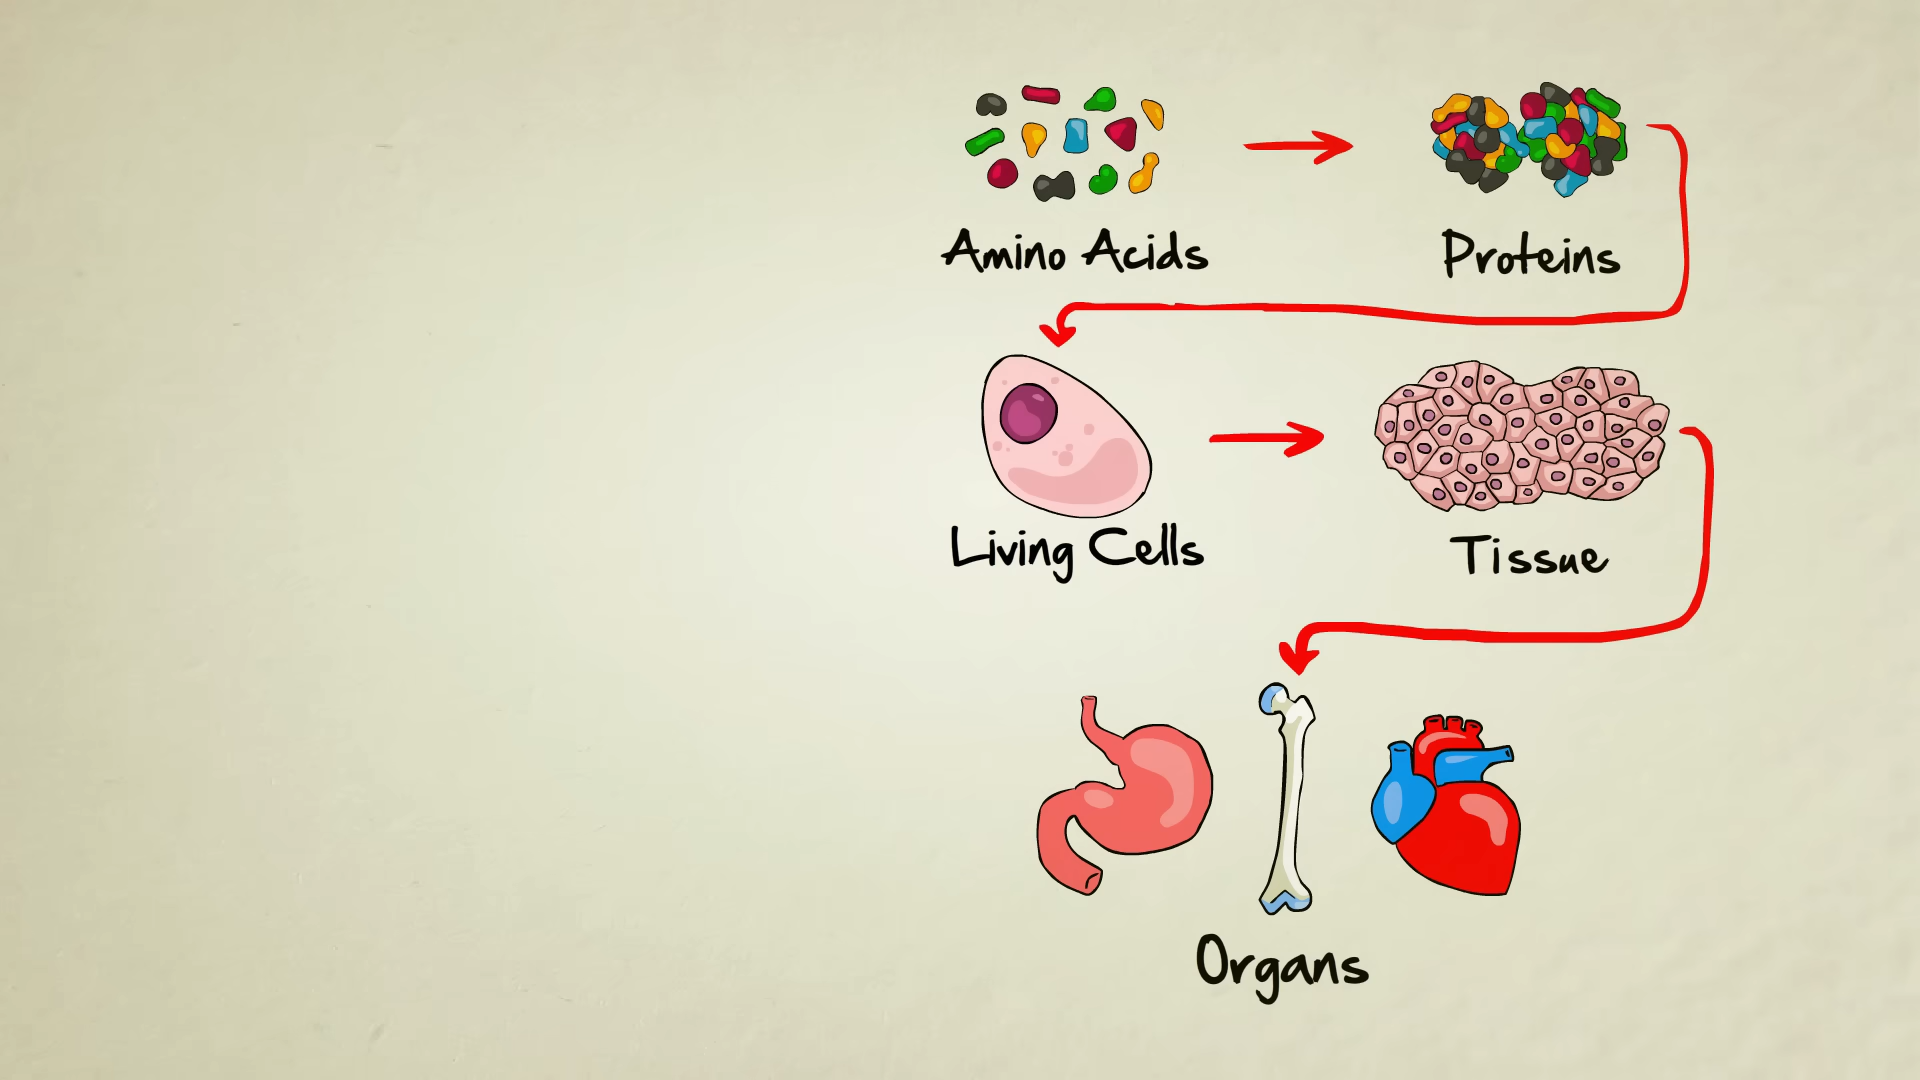 Amino Acids
Proteins
Living Cells
Tissue
Organs